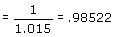 = 1/1.015 = .98522